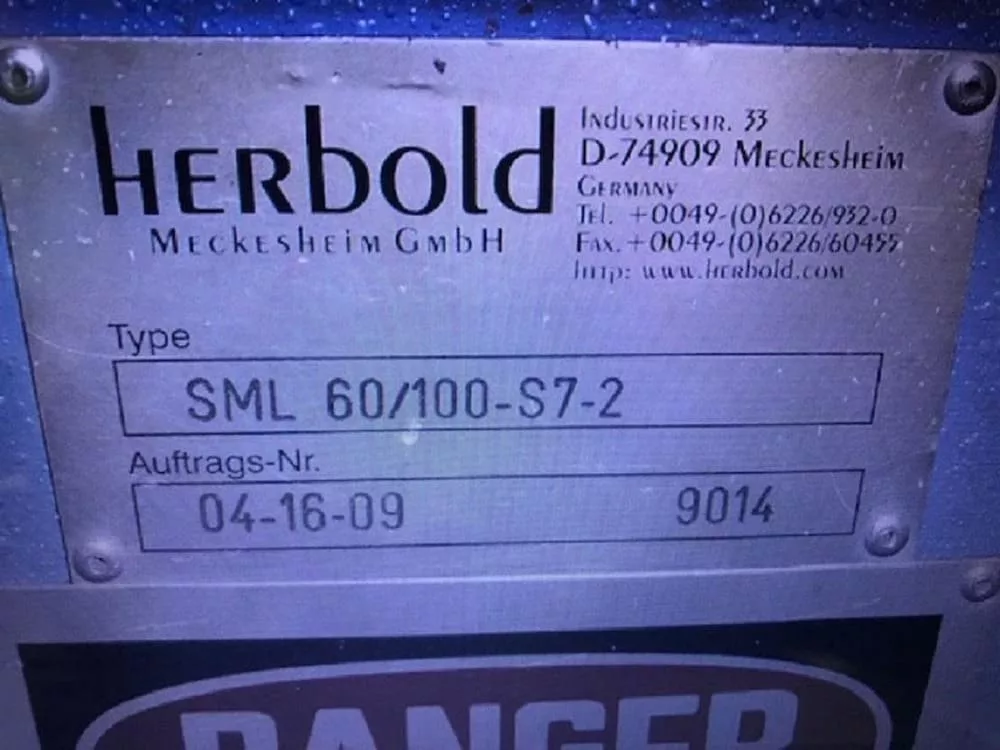 herbold
Meckesheim GmbH
Industriestr. 33
D-74909 Meckesheim
Germany
Tel. +0049-(0)6226/932-0
Fax. +0049-(0)6226/60455
http: www.herbold.com
Type
SML 60/100-S7-2
Auftrags-Nr.
04-16-09 9014
DANGER